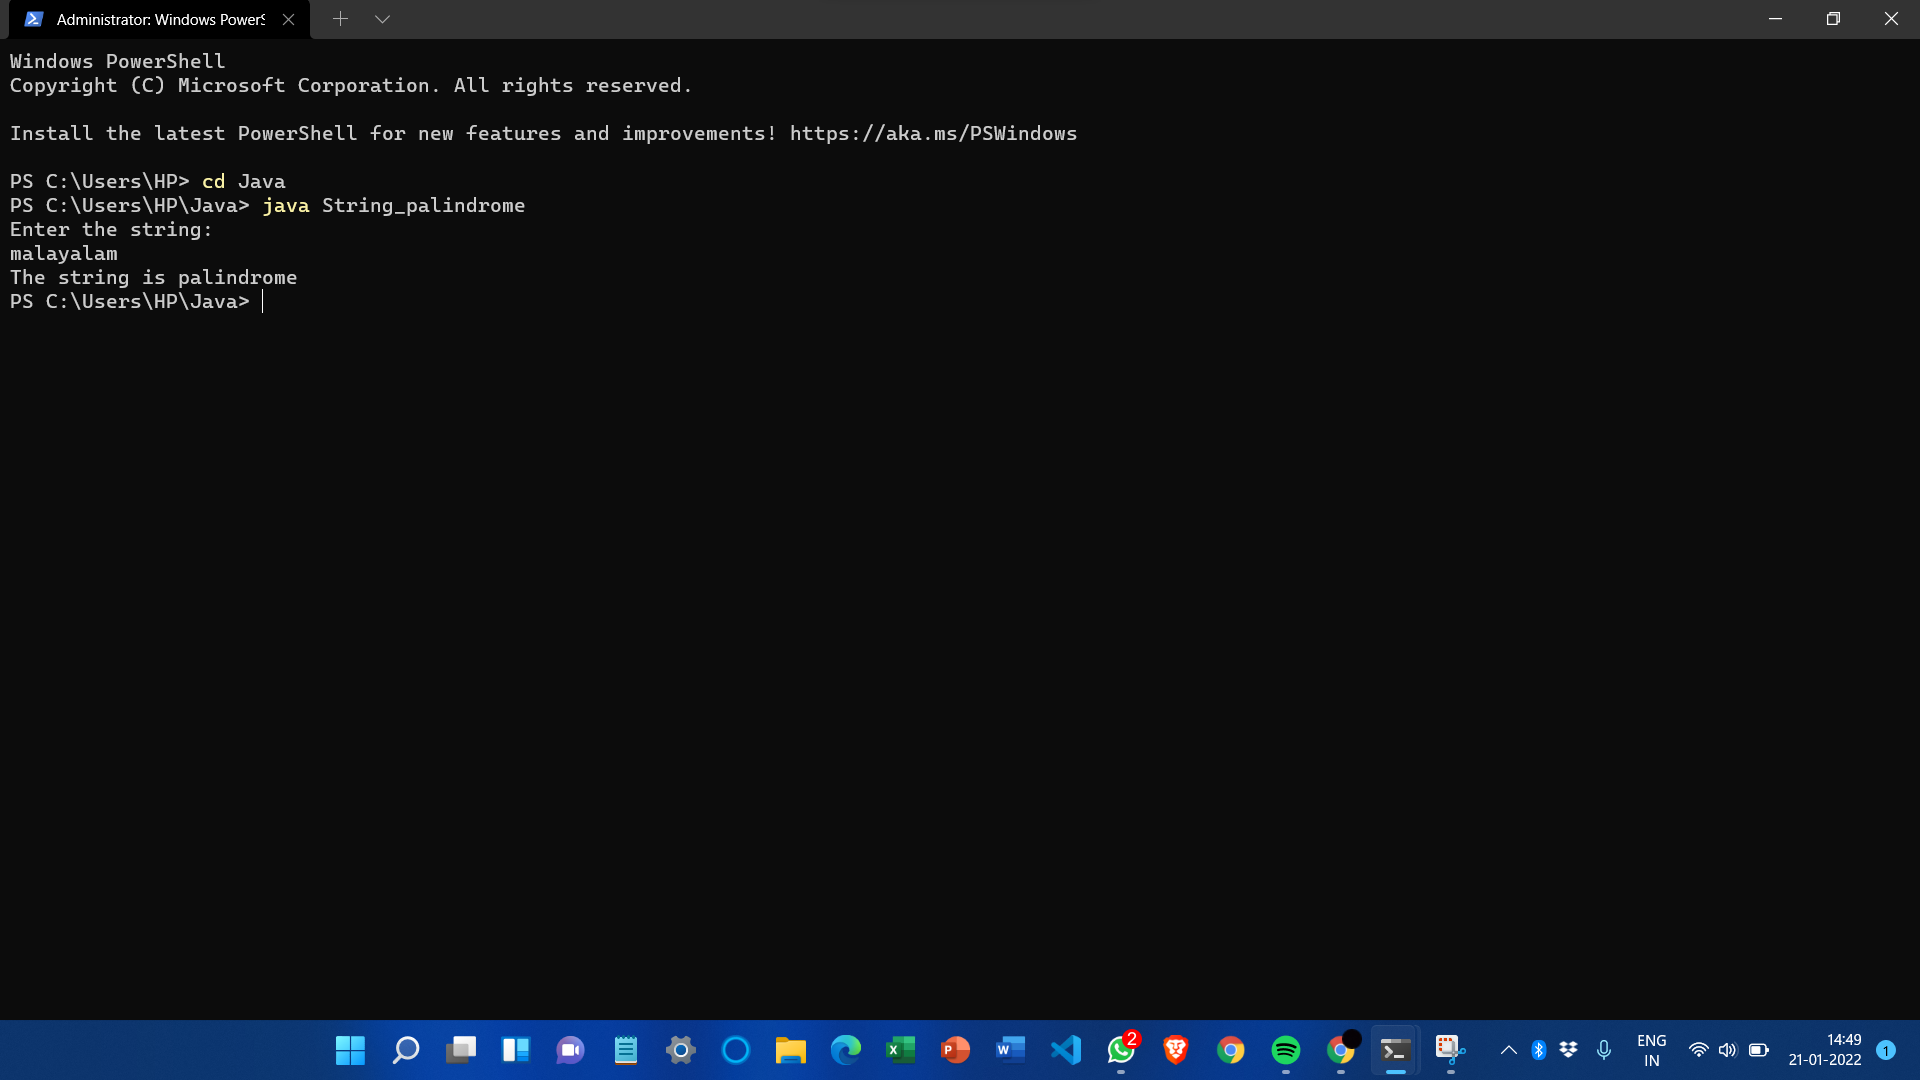 Administrator: Windows PowerS
Windows PowerShell
Copyright (C) Microsoft Corporation. All rights reserved.
Install the latest PowerShell for new features and improvements! https://aka.ms/PSWindows
PS C:\Users\HP> cd Java
PS C:\Users\HP\Java> java String_palindrome
Enter the string:
malayalam
The string is palindrome
PS C:\Users\HP\Java>
X
P
W
2
ENG
IN
14:49
21-01-2022
1